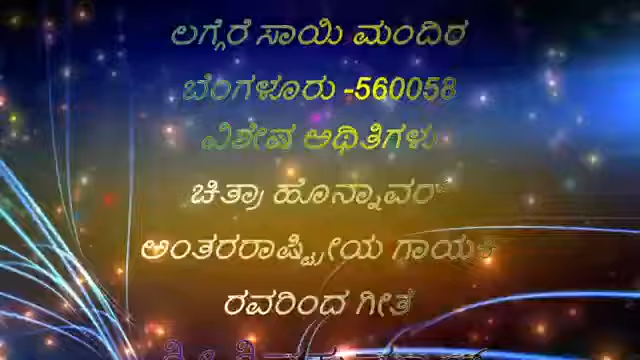 ಲಗ್ಗೆರೆ ಸಾಯಿ ಮಂದಿರ
ಬೆಂಗಳೂರು -560058
ವಿಶೇಷ ಅಥಿತಿಗಳು
ಚಿತ್ರಾ ಹೊನ್ನಾವರ್
ಅಂತರರಾಷ್ಟ್ರೀಯ ಗಾಯಕಿ
ರವರಿಂದ ಗೀತೆ